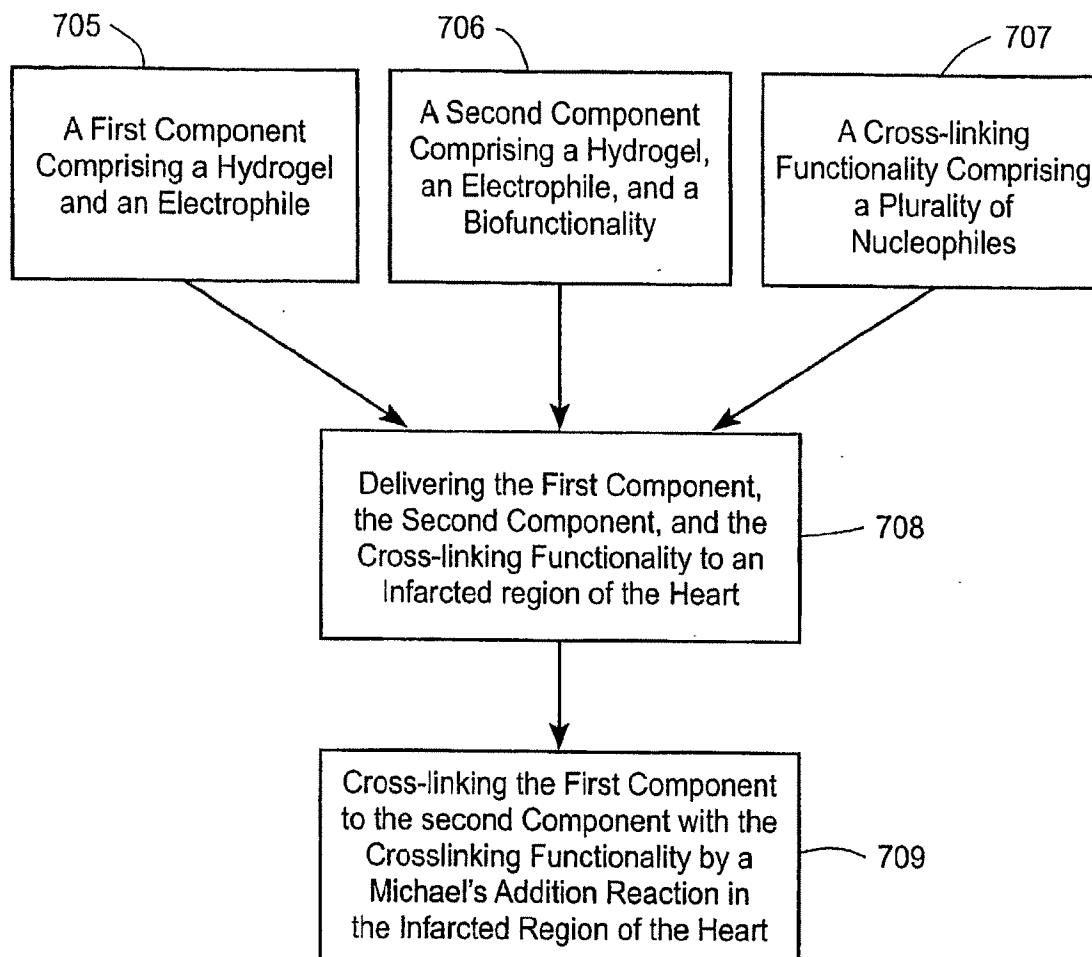 705
706
707
A First Component
Comprising a Hydrogel
and an Electrophile
A Second Component
Comprising a Hydrogel,
an Electrophile, and a
Biofunctionality
A Cross-linking
Functionality Comprising
a Plurality of
Nucleophiles
Delivering the First Component,
the Second Component, and the
Cross-linking Functionality to an
Infarcted region of the Heart
708
Cross-linking the First Component
to the second Component with the
Crosslinking Functionality by a
Michael's Addition Reaction in
the Infarcted Region of the Heart
709